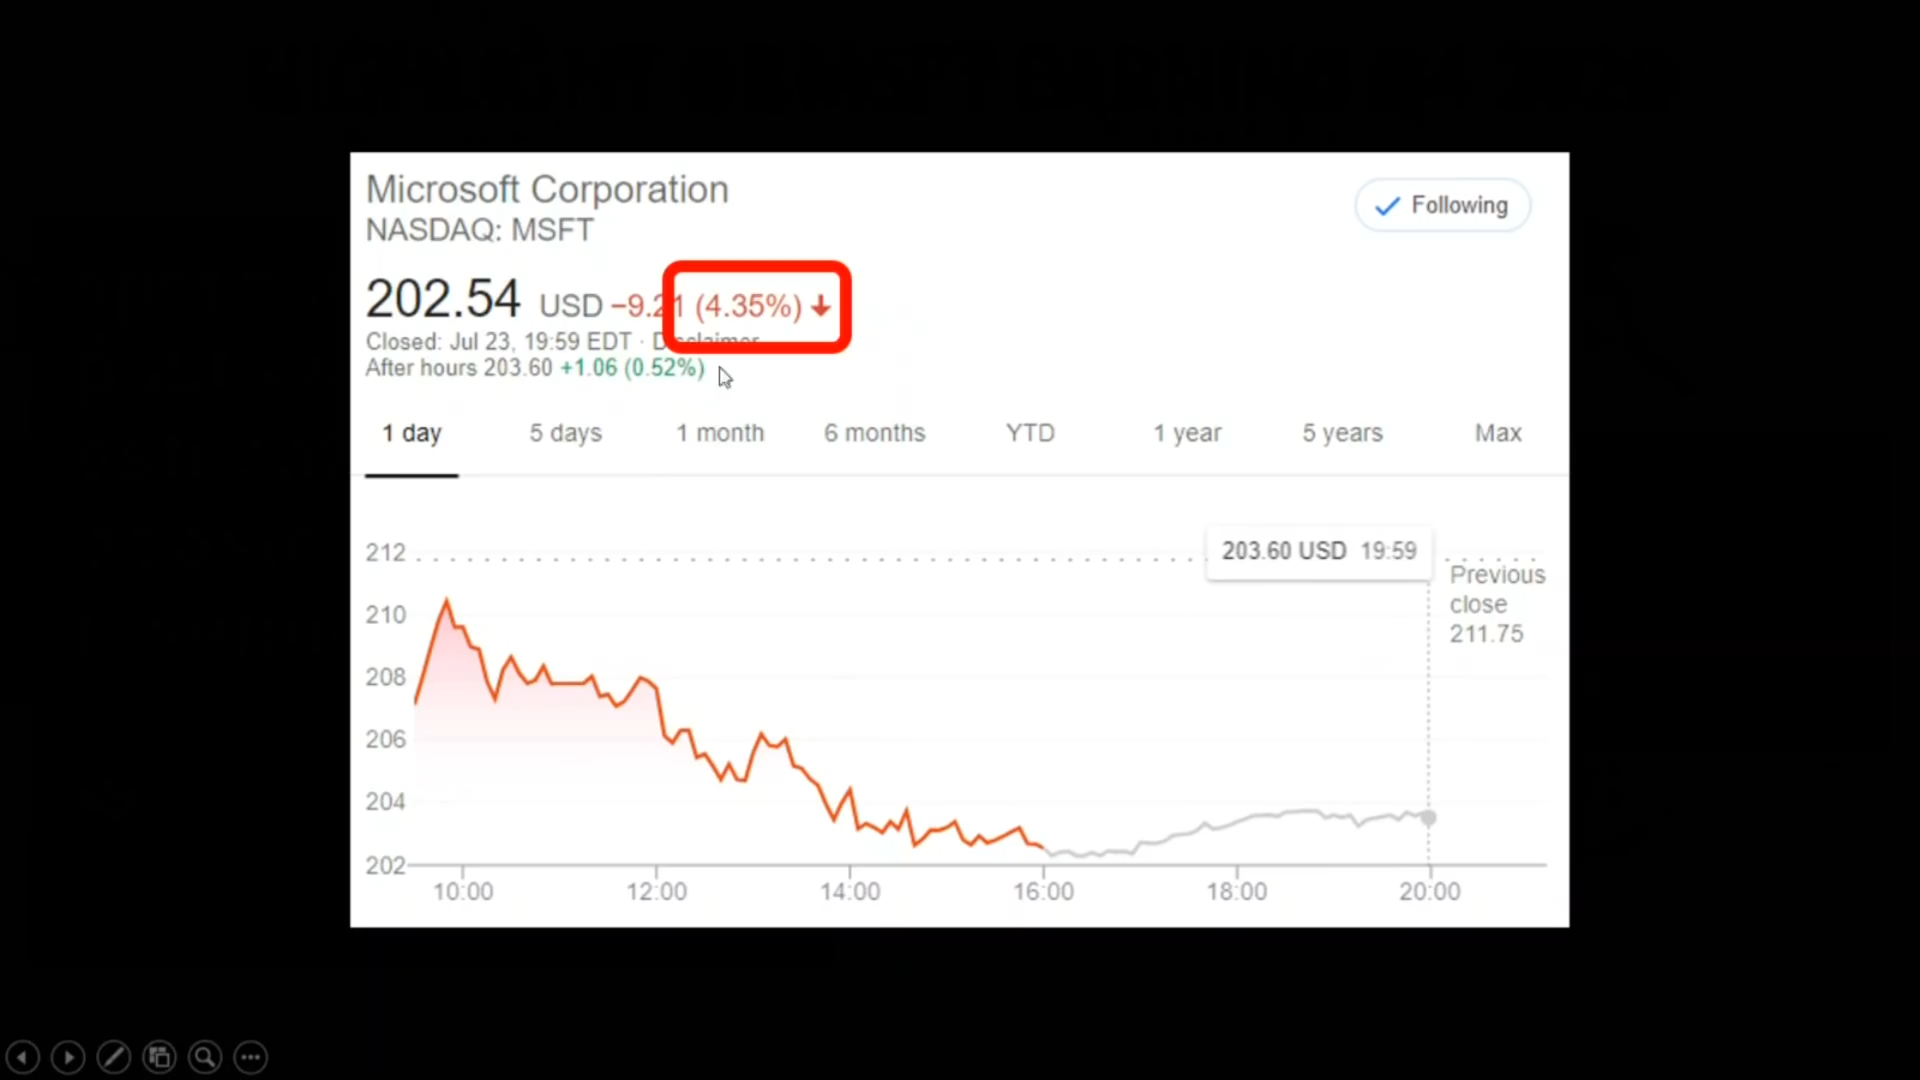 Microsoft Corporation
Following
NASDAQ: MSFT
202.54 USD −9.21 (4.35%)
Closed: Jul 23, 19:59 EDT · Disclaimer
After hours 203.60 +1.06 (0.52%)
1 day 5 days 1 month 6 months YTD 1 year 5 years Max
203.60 USD 19:59
Previous
close
211.75
212
210
208
206
204
202
10:00 12:00 14:00 16:00 18:00 20:00